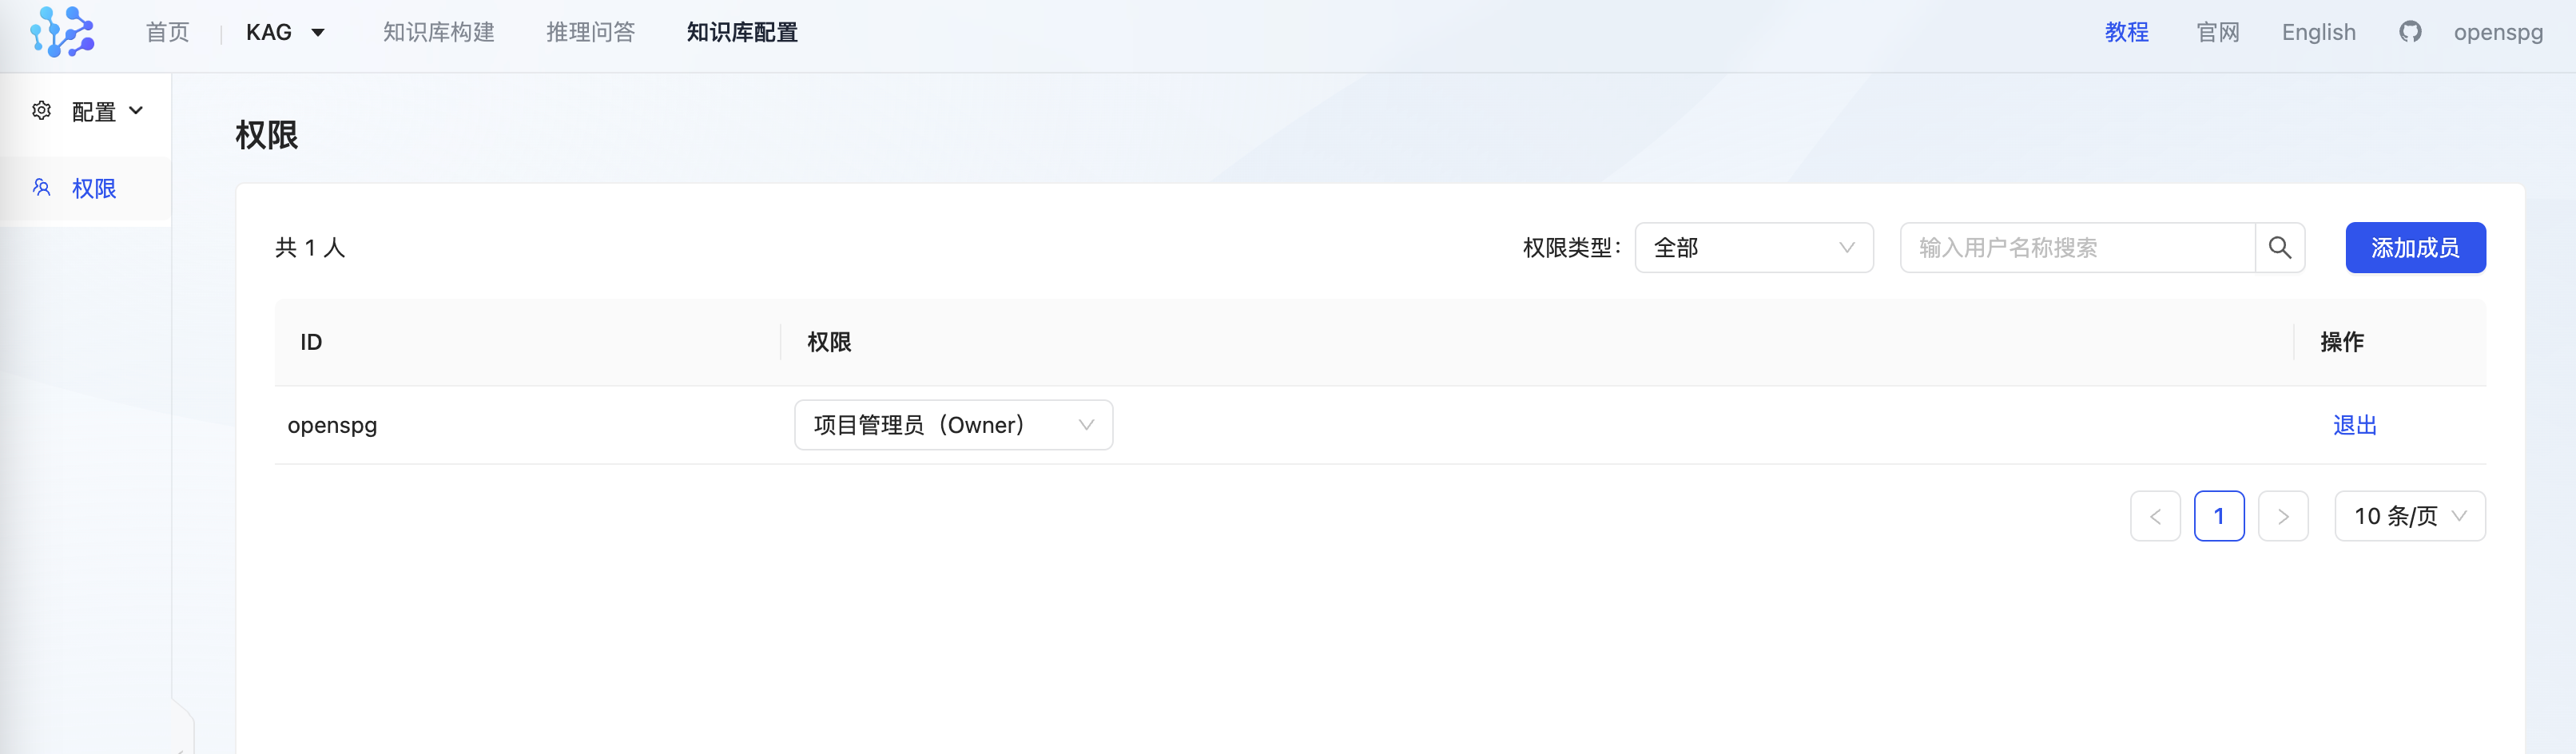 首页 KAG 知识库构建 推理问答 知识库配置 教程 官网 English openspg
配置
权限
权限
共 1 人 权限类型： 全部 输入用户名称搜索 添加成员
ID 权限 操作
openspg 项目管理员（Owner） 退出
1 10 条/页